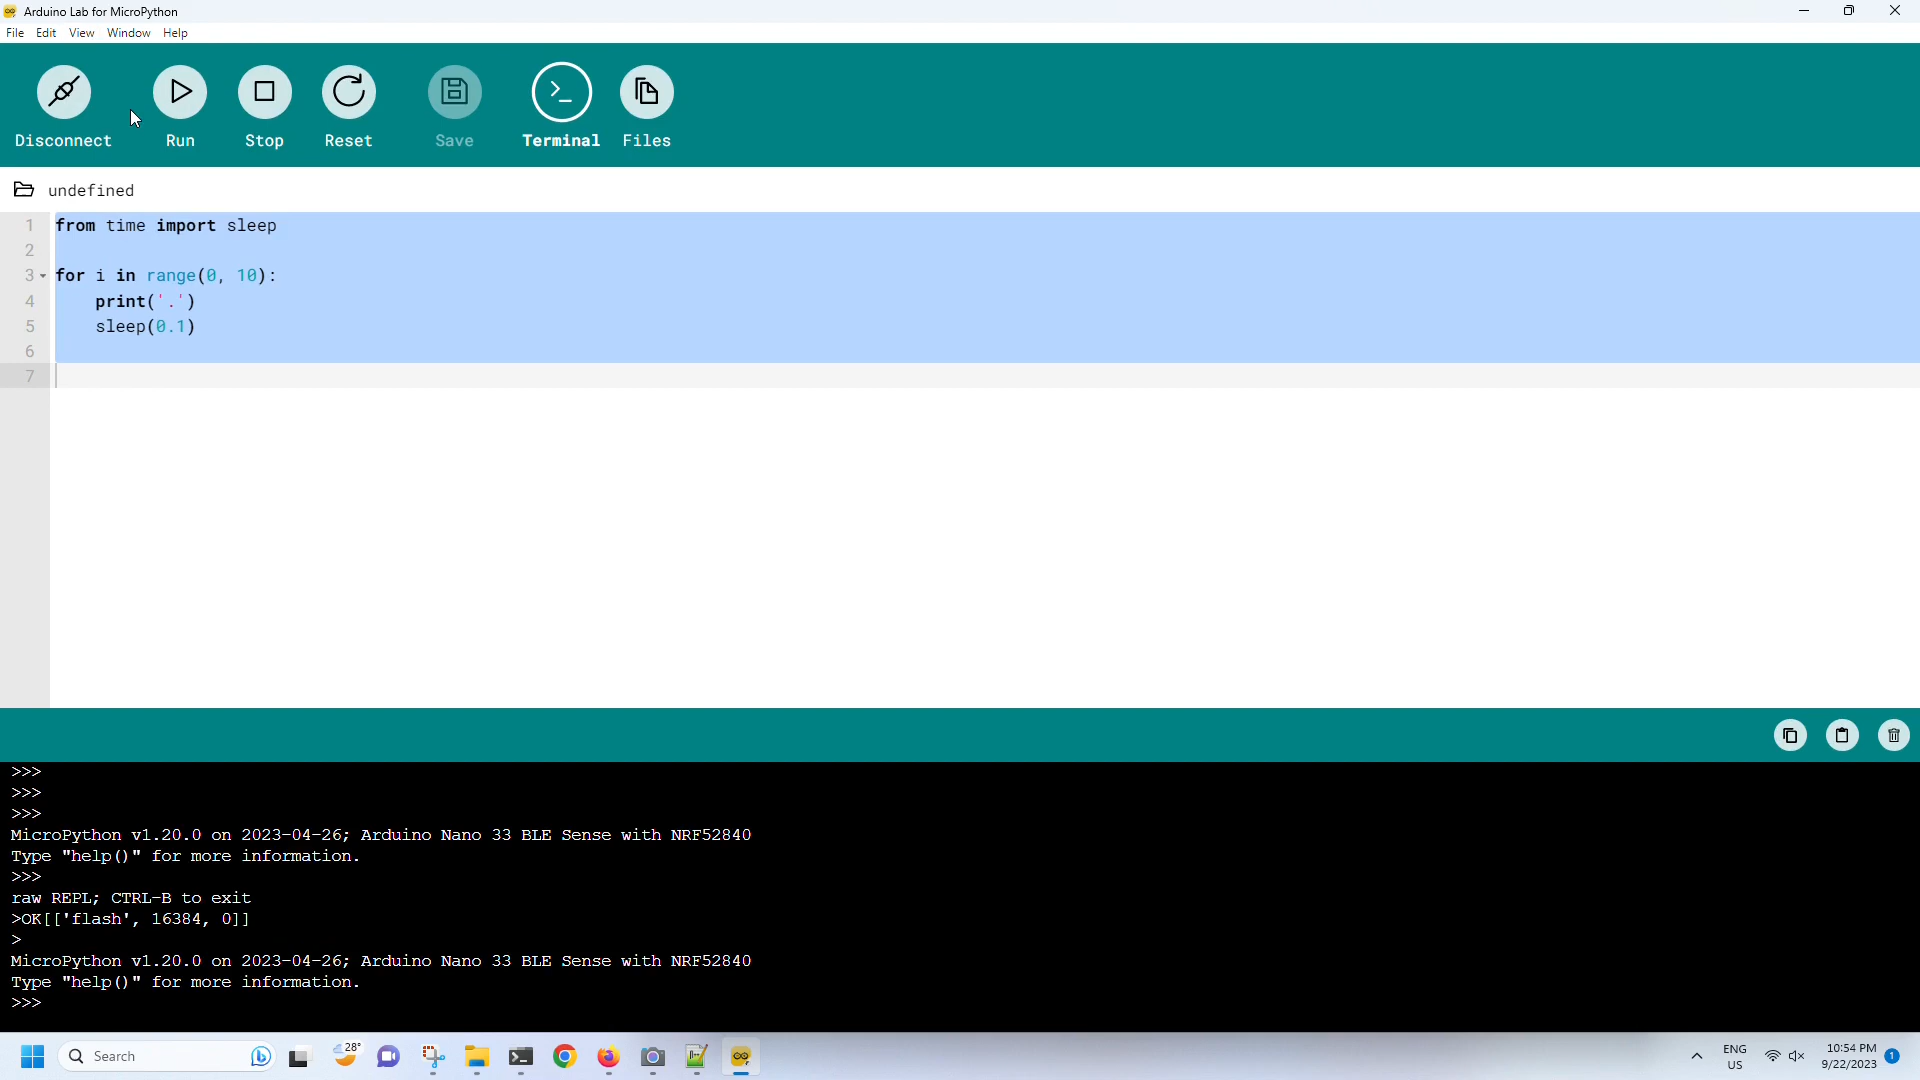 Arduino Lab for MicroPython
File Edit View Window Help
Disconnect Run Stop Reset Save Terminal Files
undefined
1 from time import sleep
2
3 for i in range(0, 10):
4     print('.')
5     sleep(0.1)
6
7
>>>
>>>
>>>
MicroPython v1.20.0 on 2023-04-26; Arduino Nano 33 BLE Sense with NRF52840
Type "help()" for more information.
>>>
raw REPL; CTRL-B to exit
>OK[['flash', 16384, 0]]
>
MicroPython v1.20.0 on 2023-04-26; Arduino Nano 33 BLE Sense with NRF52840
Type "help()" for more information.
>>>
Search 28° ENG 10:54 PM 1
US 9/22/2023